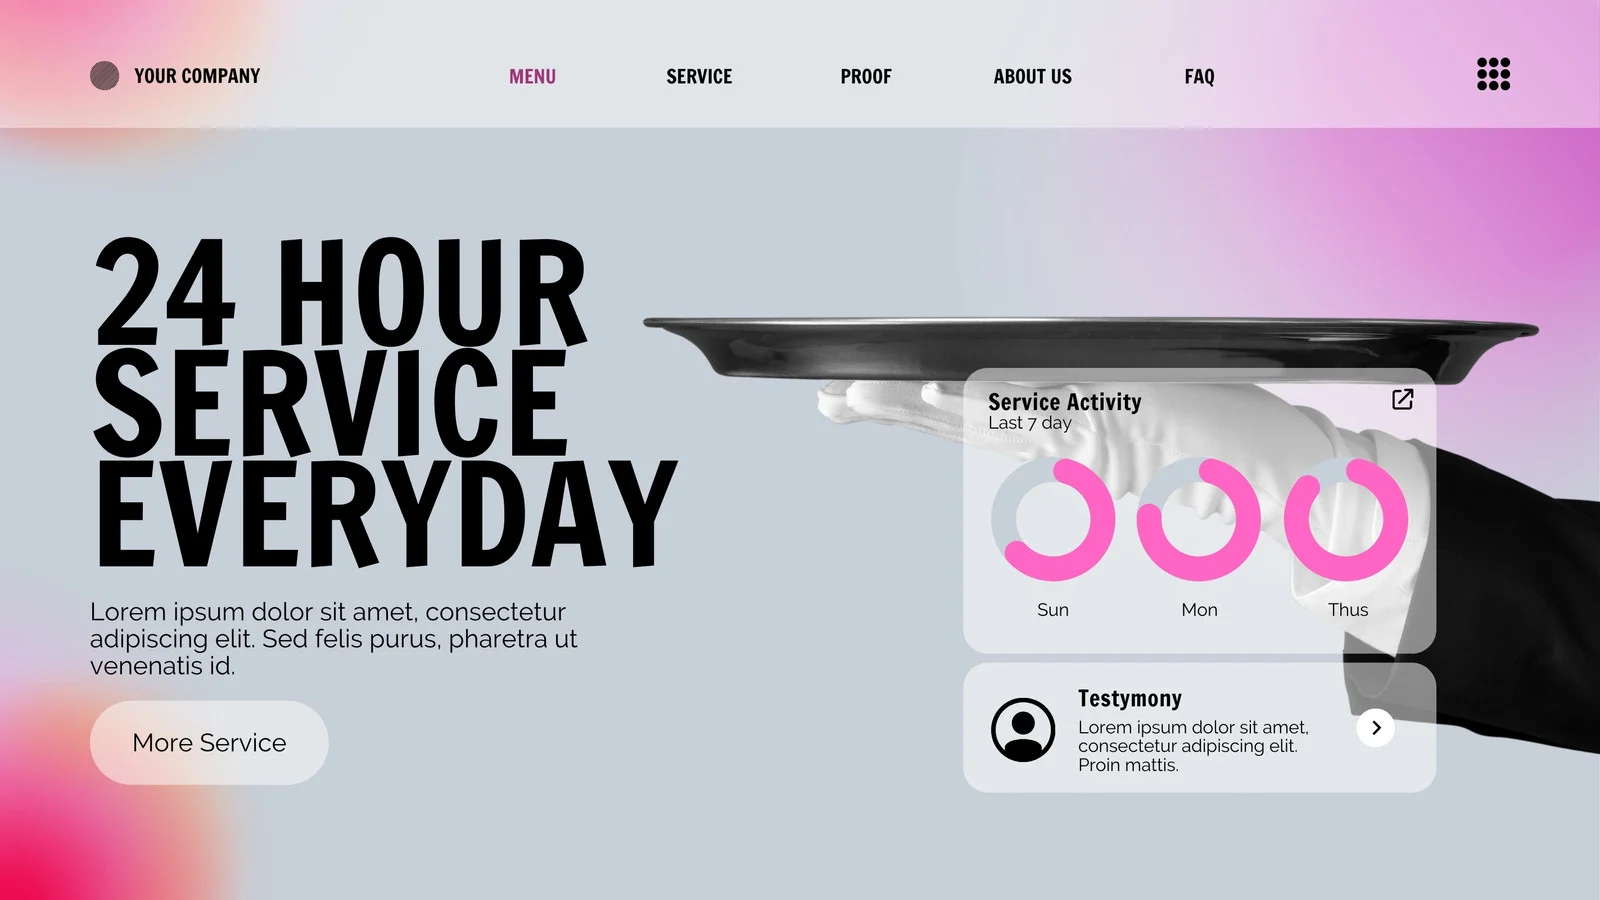 YOUR COMPANY
MENU
SERVICE
PROOF
ABOUT US
FAQ
24 HOUR
SERVICE
EVERYDAY
Lorem ipsum dolor sit amet, consectetur
adipiscing elit. Sed felis purus, pharetra ut
venenatis id.
More Service
Service Activity
Last 7 day
Sun
Mon
Thus
Testymony
Lorem ipsum dolor sit amet,
consectetur adipiscing elit.
Proin mattis.